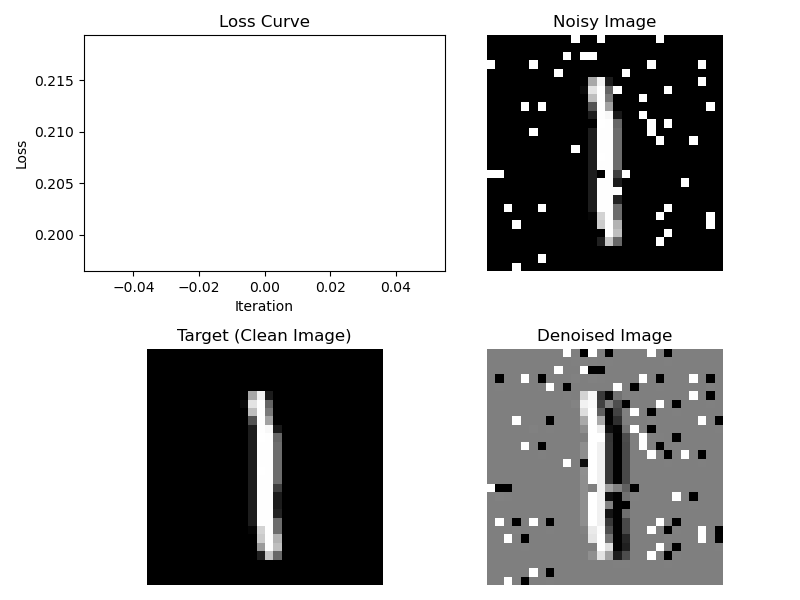 Loss Curve
Noisy Image
0.215
0.210
0.205
0.200
Loss
−0.04 −0.02 0.00 0.02 0.04
Iteration
Target (Clean Image)
Denoised Image